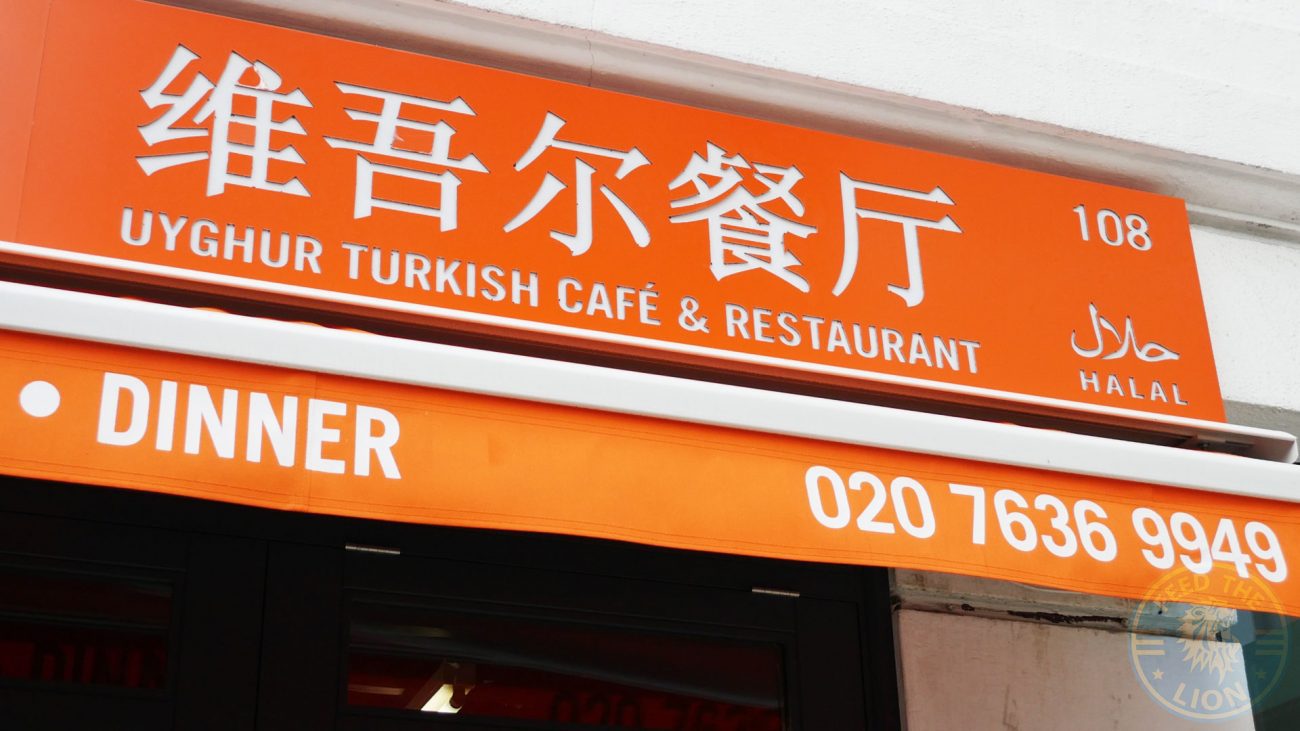 维吾尔餐厅
108
UYGHUR TURKISH CAFÉ & RESTAURANT
حلال
HALAL
• DINNER
020 7636 9949
FEED THE
LION